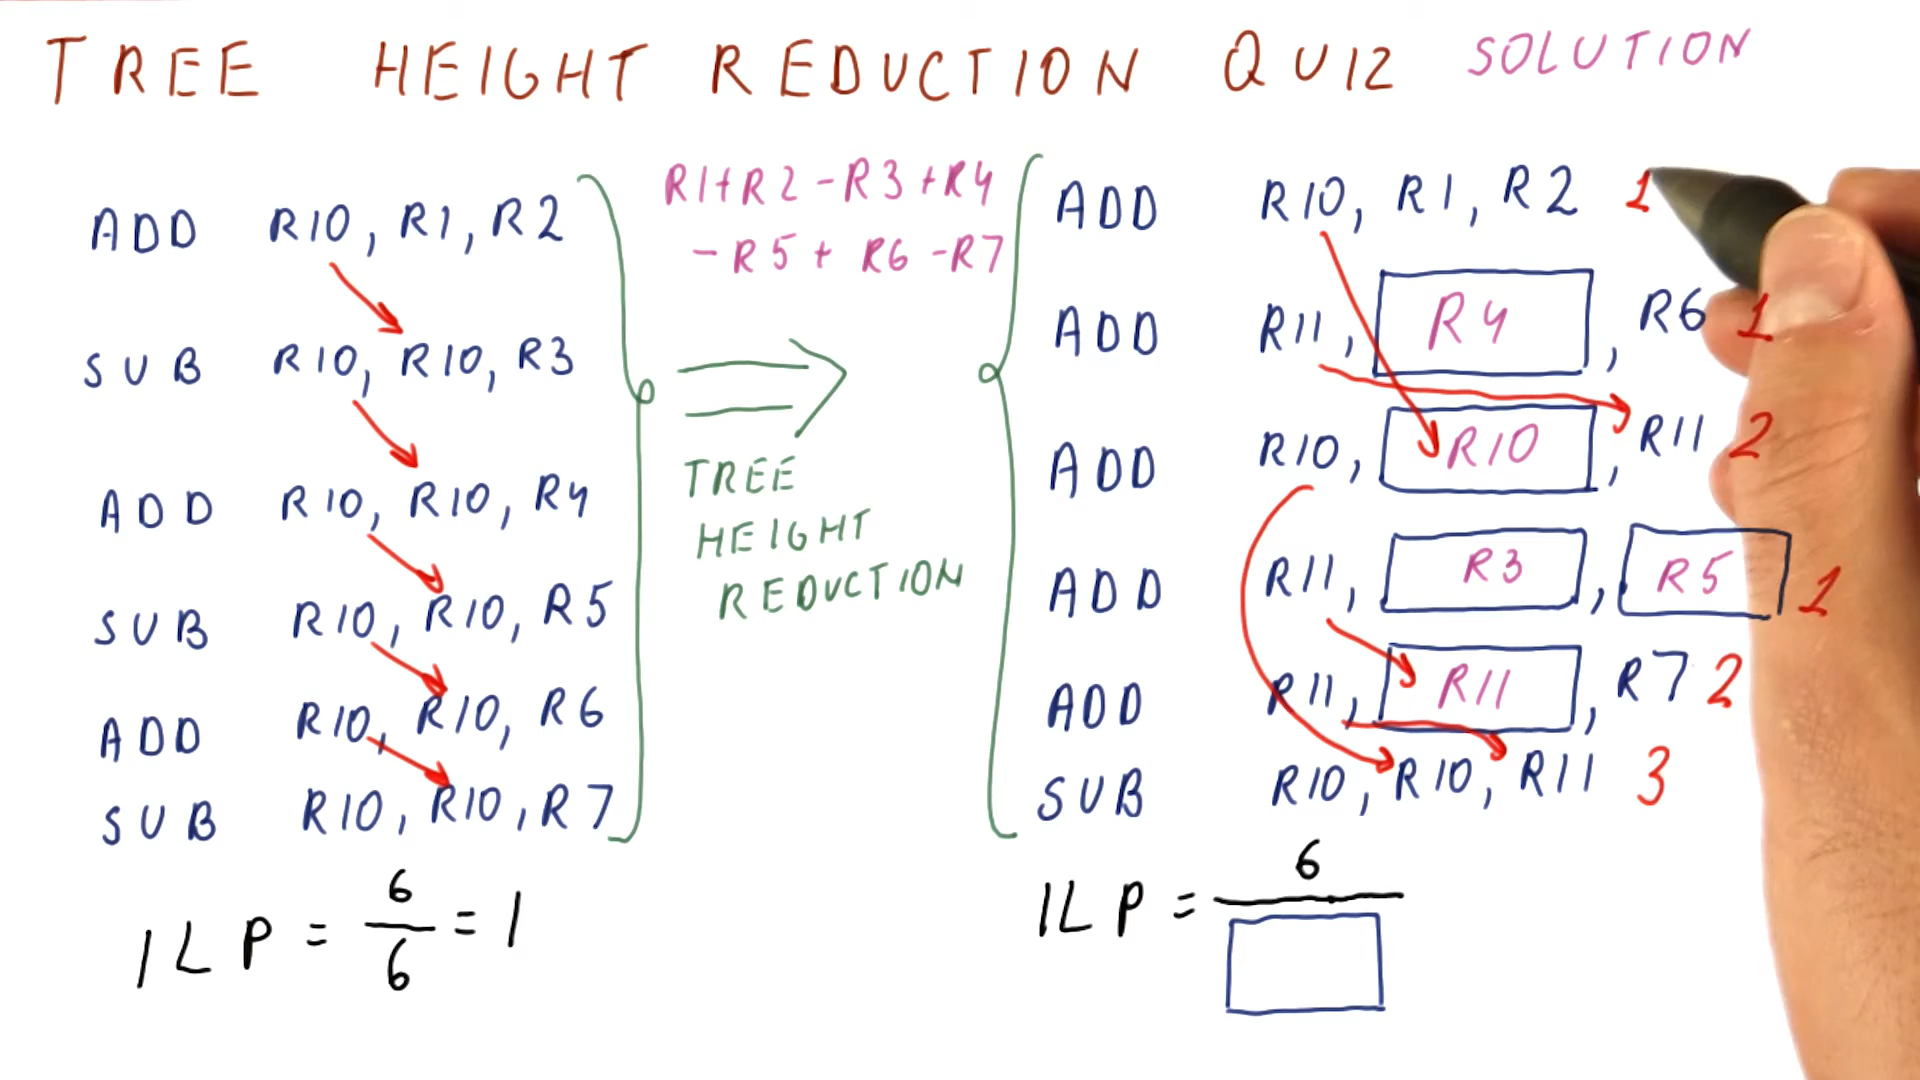 TREE HEIGHT REDUCTION QUIZ SOLUTION
ADD R10, R1, R2
SUB R10, R10, R3
ADD R10, R10, R4
SUB R10, R10, R5
ADD R10, R10, R6
SUB R10, R10, R7
ILP = 6/6 = 1
R1+R2-R3+R4
-R5+R6-R7
TREE
HEIGHT
REDUCTION
ADD R10, R1, R2 1
ADD R11, R4, R6 1
ADD R10, R10, R11 2
ADD R11, R3, R5 1
ADD R11, R11, R7 2
SUB R10, R10, R11 3
ILP = 6